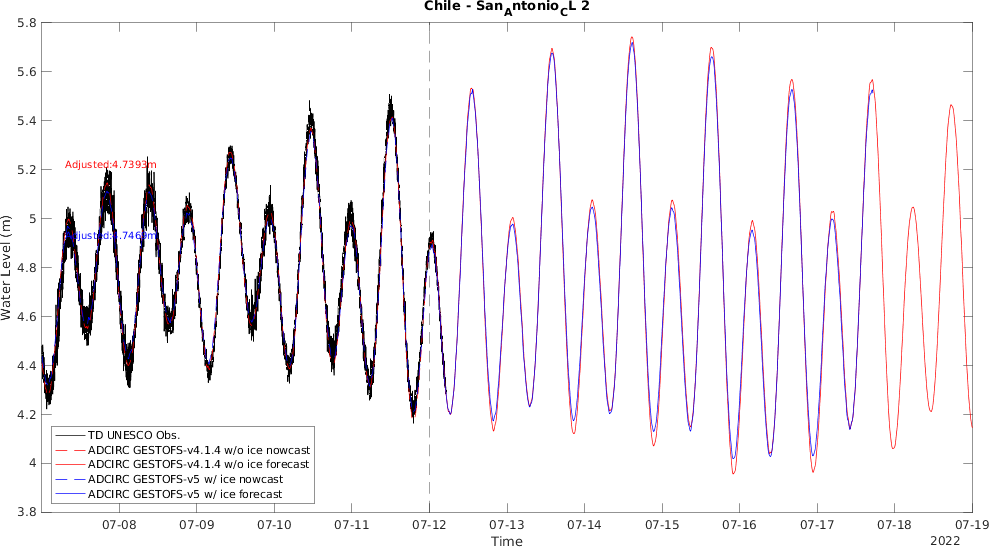 Chile - SanAntonioCL 2
5.8
5.6
5.4
5.2
5
4.8
4.6
4.4
4.2
4
3.8
Water Level (m)
Adjusted:4.7393m
Adjusted:4.7469m
TD UNESCO Obs.
ADCIRC GESTOFS-v4.1.4 w/o ice nowcast
ADCIRC GESTOFS-v4.1.4 w/o ice forecast
ADCIRC GESTOFS-v5 w/ ice nowcast
ADCIRC GESTOFS-v5 w/ ice forecast
07-08 07-09 07-10 07-11 07-12 07-13 07-14 07-15 07-16 07-17 07-18 07-19
Time
2022